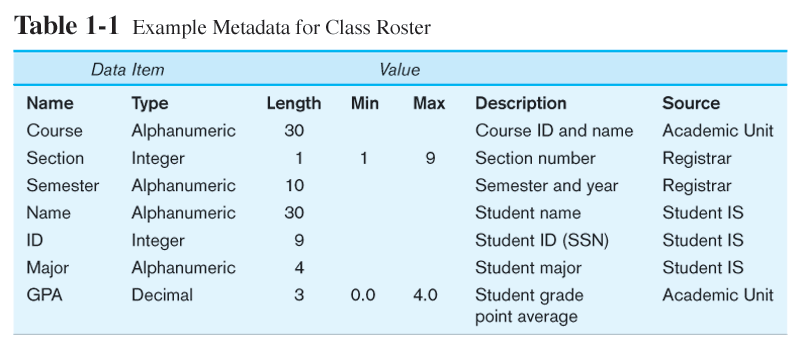 Table 1-1 Example Metadata for Class Roster
Data Item Value
Name Type Length Min Max Description Source
Course Alphanumeric 30 Course ID and name Academic Unit
Section Integer 1 1 9 Section number Registrar
Semester Alphanumeric 10 Semester and year Registrar
Name Alphanumeric 30 Student name Student IS
ID Integer 9 Student ID (SSN) Student IS
Major Alphanumeric 4 Student major Student IS
GPA Decimal 3 0.0 4.0 Student grade Academic Unit
point average